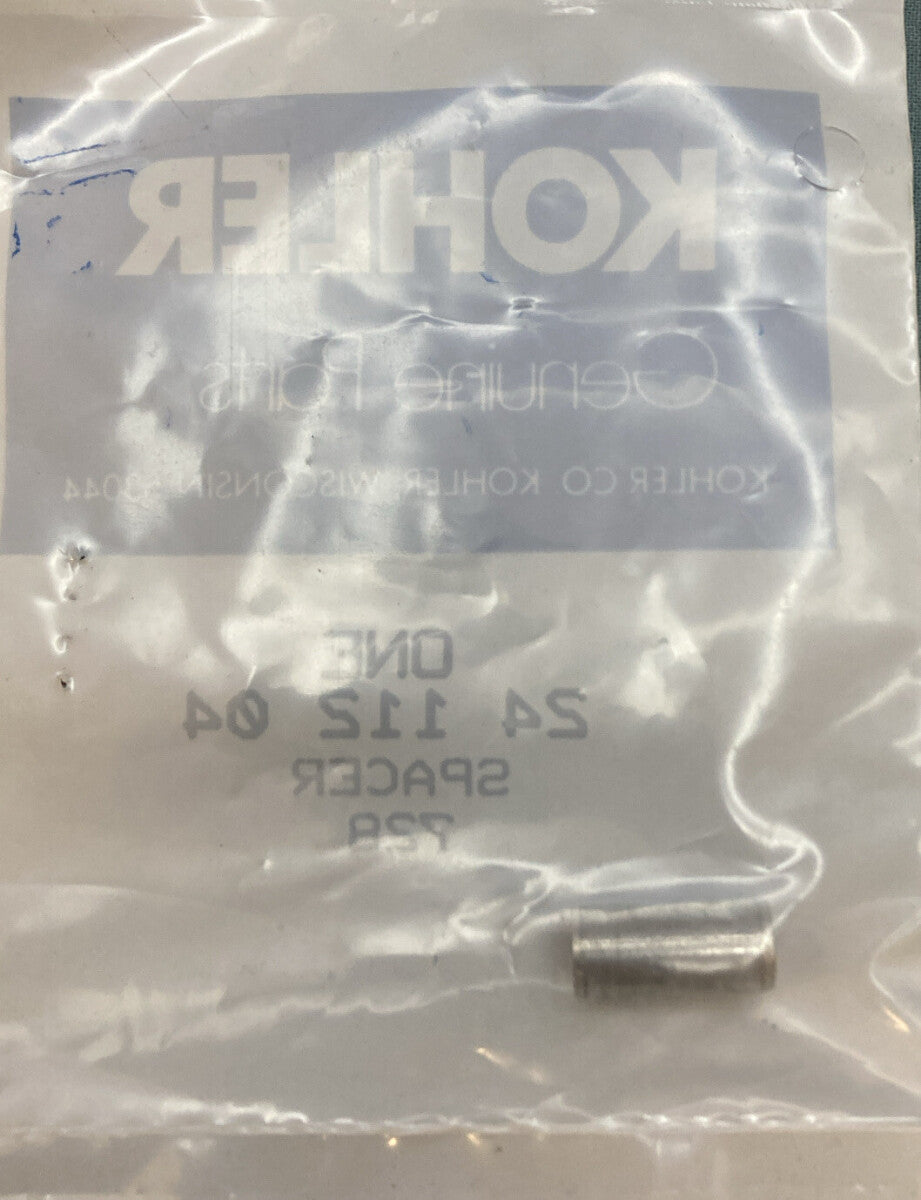 KOHLER
Genuine Parts
KOHLER CO. KOHLER, WISCONSIN 53044
ONE
24 112 04
SPACER